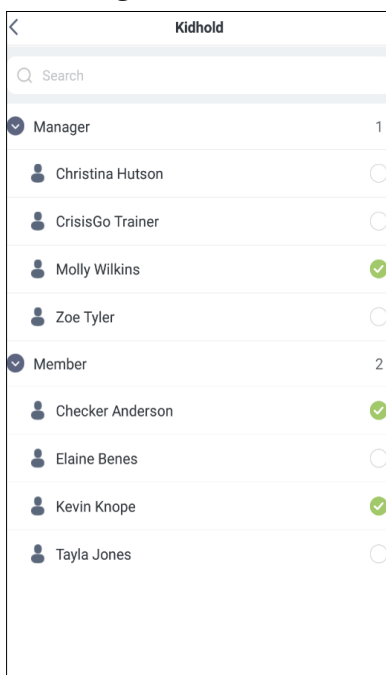 Kidhold
Search
Manager 1
Christina Hutson
CrisisGo Trainer
Molly Wilkins
Zoe Tyler
Member 2
Checker Anderson
Elaine Benes
Kevin Knope
Tayla Jones